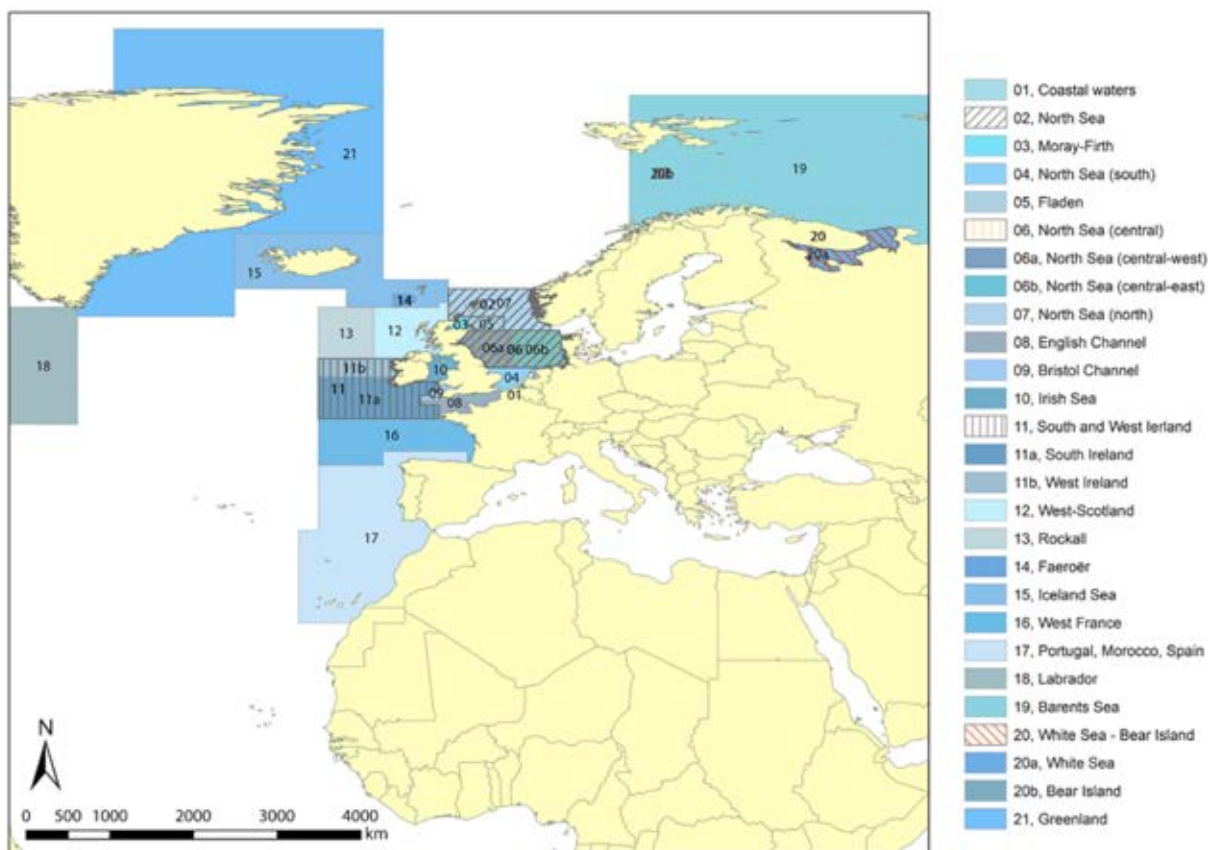 21
19
20b
20
20a
15
14
02 07
03 05
13 12
18
06a 06 06b
11b 10
04
11 09 01
11a 08
16
17
N
0 500 1000 2000 3000 4000
km
01, Coastal waters
02, North Sea
03, Moray-Firth
04, North Sea (south)
05, Fladen
06, North Sea (central)
06a, North Sea (central-west)
06b, North Sea (central-east)
07, North Sea (north)
08, English Channel
09, Bristol Channel
10, Irish Sea
11, South and West Ierland
11a, South Ireland
11b, West Ireland
12, West-Scotland
13, Rockall
14, Faeroër
15, Iceland Sea
16, West France
17, Portugal, Morocco, Spain
18, Labrador
19, Barents Sea
20, White Sea - Bear Island
20a, White Sea
20b, Bear Island
21, Greenland